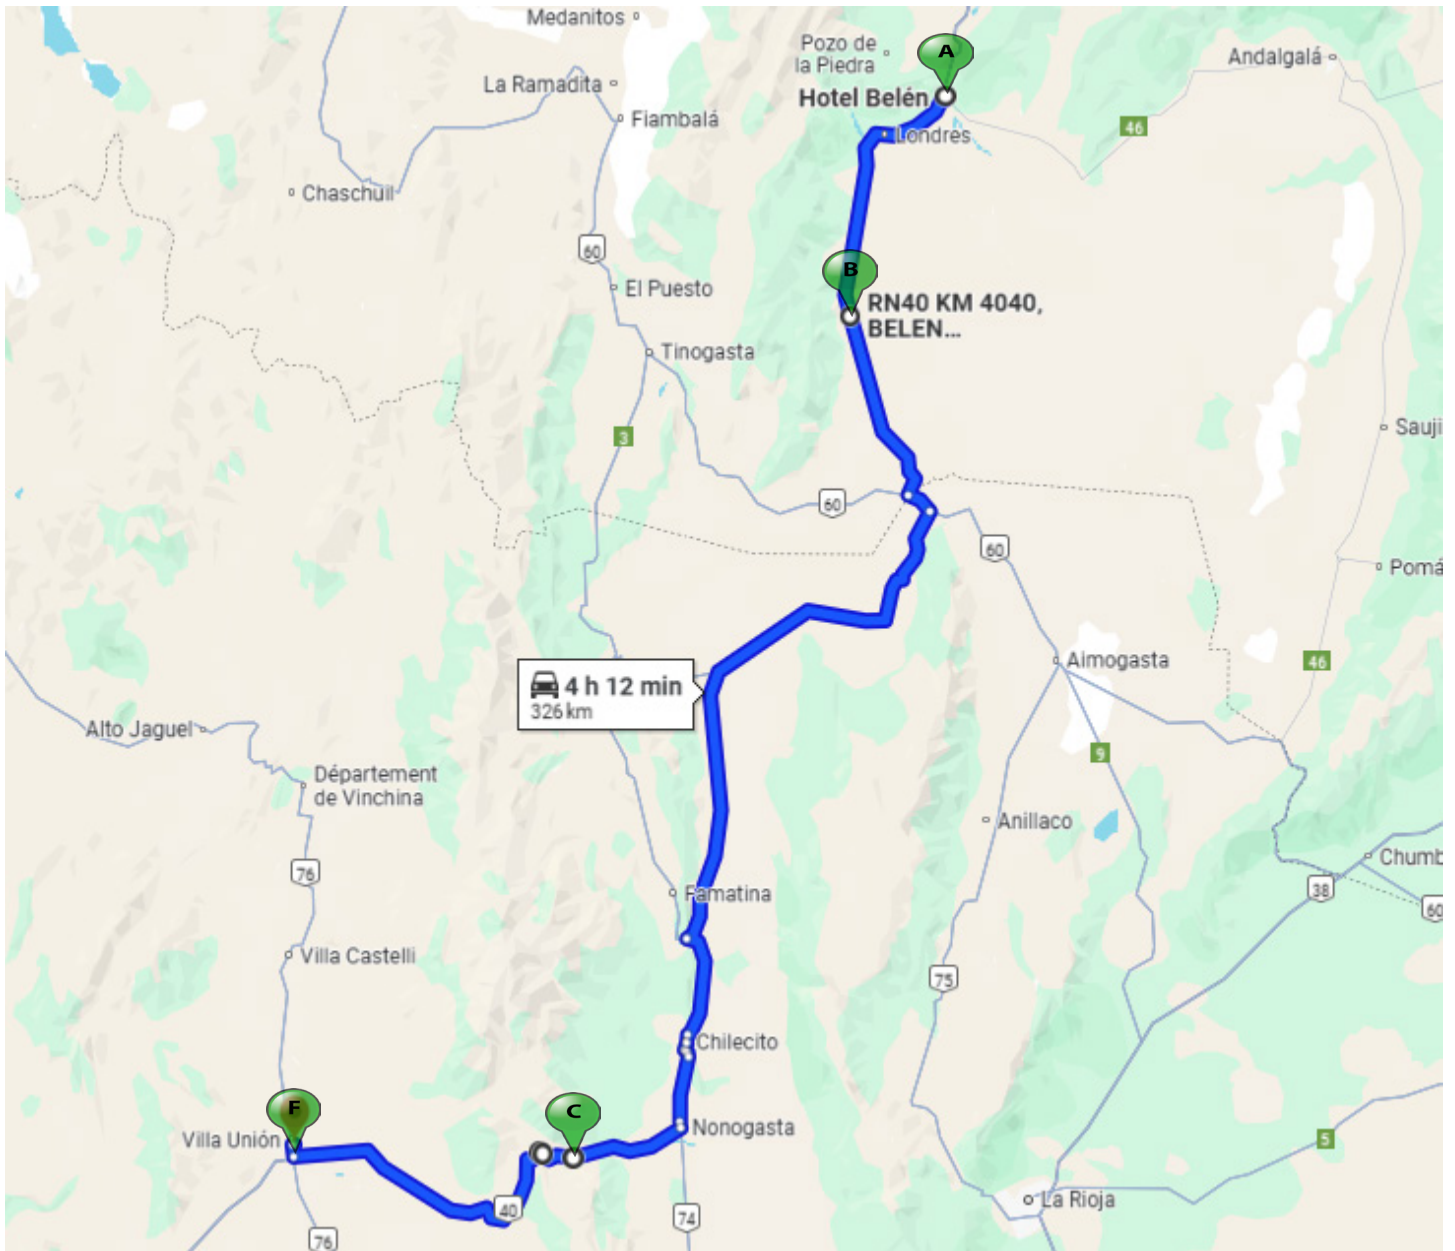 Medanitos
Pozo de
la Piedra
A
Andalgalá
La Ramadita
Hotel Belén
Fiambalá
46
Londres
Chaschuil
60
B
El Puesto
RN40 KM 4040,
BELEN...
Tinogasta
3
Sauji
60
60
Pomá
4 h 12 min
326 km
Aimogasta
46
Alto Jaguel
9
Département
de Vinchina
Anillaco
76
Chumb
38
Famatina
60
Villa Castelli
75
Chilecito
F
C
Villa Unión
Nonogasta
5
40
74
La Rioja
76